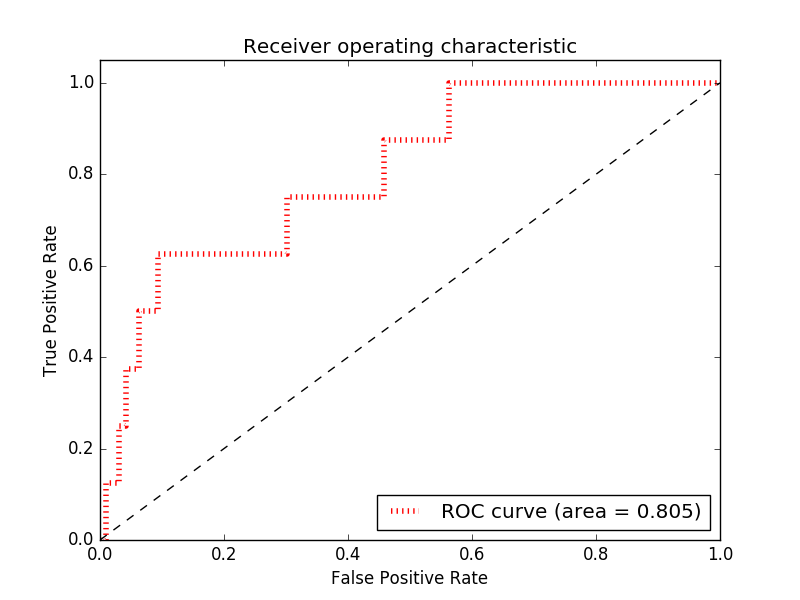 Receiver operating characteristic
1.0
0.8
0.6
0.4
0.2
0.0
True Positive Rate
ROC curve (area = 0.805)
0.0 0.2 0.4 0.6 0.8 1.0
False Positive Rate